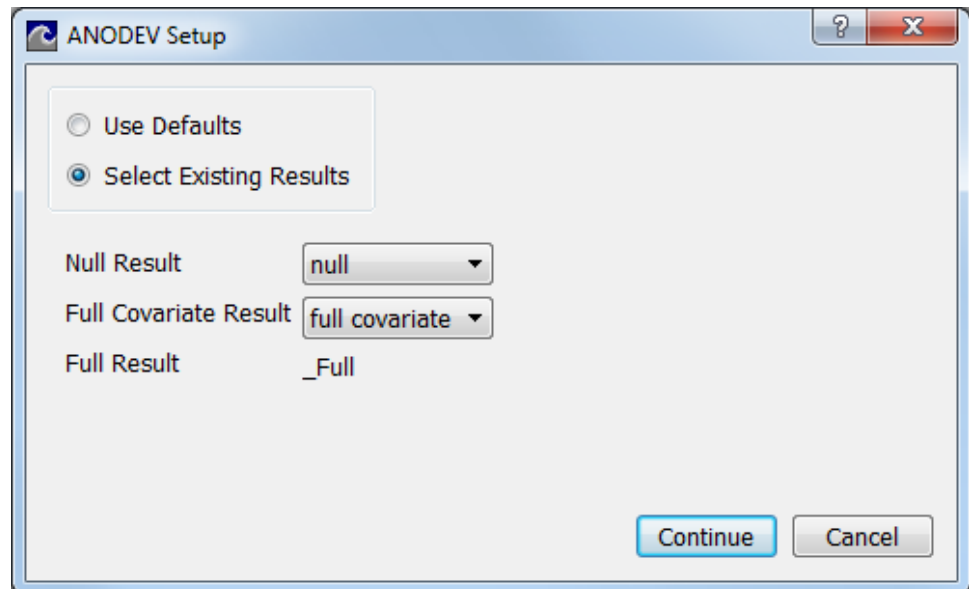 ANODEV Setup
Use Defaults
Select Existing Results
Null Result null
Full Covariate Result full covariate
Full Result _Full
Continue Cancel